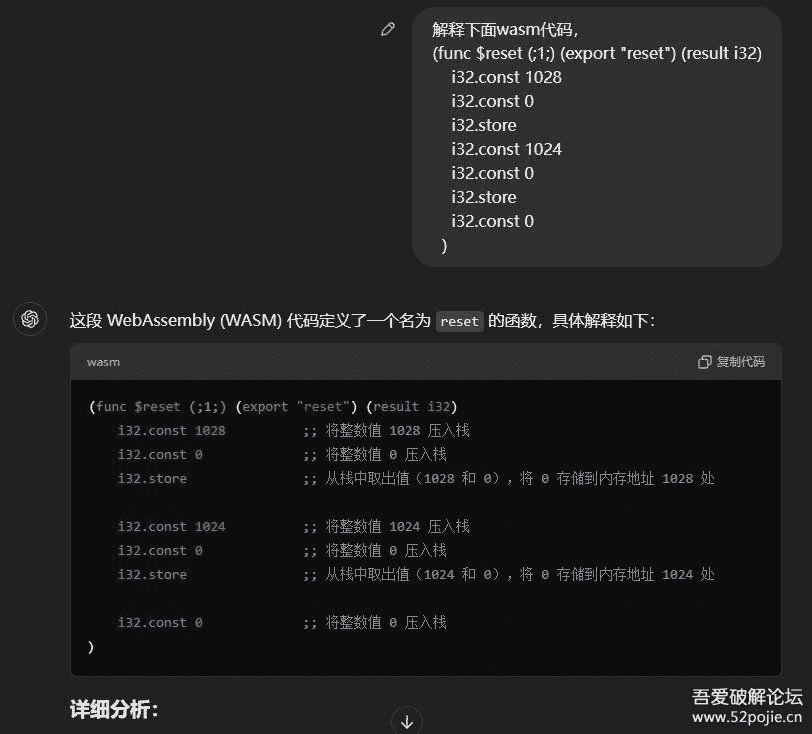 解释下面wasm代码，
(func $reset (;1;) (export "reset") (result i32)
i32.const 1028
i32.const 0
i32.store
i32.const 1024
i32.const 0
i32.store
i32.const 0
)
这段 WebAssembly (WASM) 代码定义了一个名为 reset 的函数，具体解释如下：
wasm 复制代码
(func $reset (;1;) (export "reset") (result i32)
i32.const 1028 ;; 将整数值 1028 压入栈
i32.const 0 ;; 将整数值 0 压入栈
i32.store ;; 从栈中取出值（1028 和 0），将 0 存储到内存地址 1028 处
i32.const 1024 ;; 将整数值 1024 压入栈
i32.const 0 ;; 将整数值 0 压入栈
i32.store ;; 从栈中取出值（1024 和 0），将 0 存储到内存地址 1024 处
i32.const 0 ;; 将整数值 0 压入栈
)
详细分析：
吾爱破解论坛
www.52pojie.cn